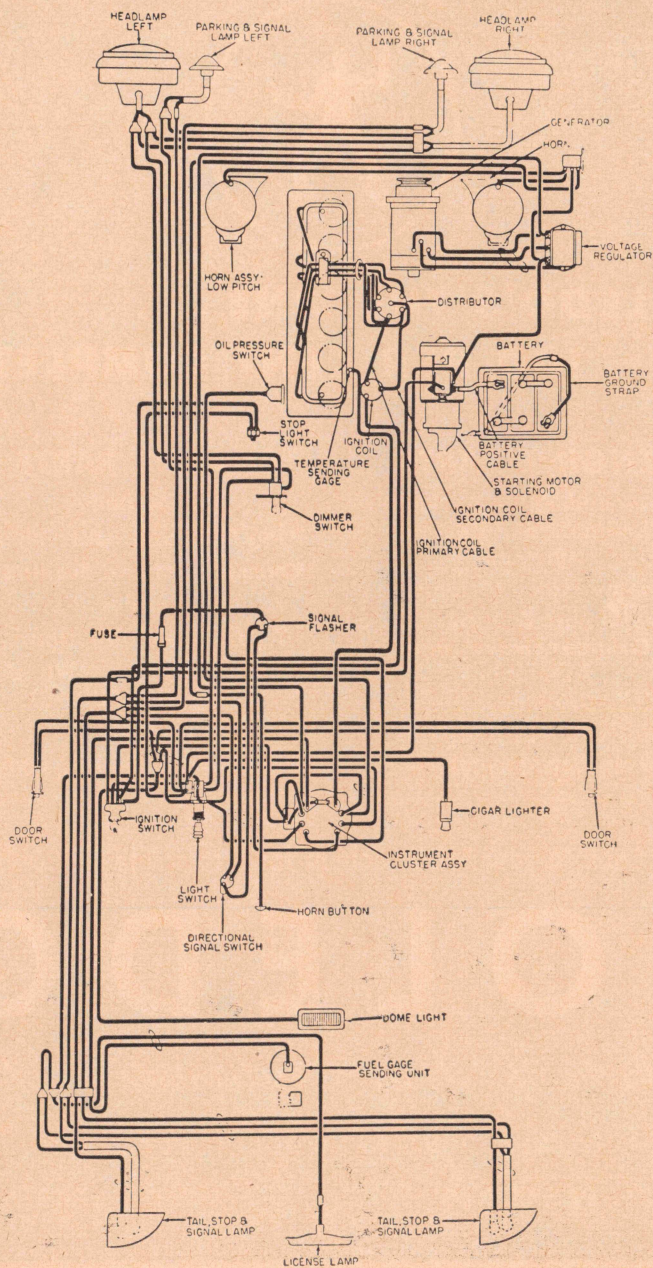 HEADLAMP
LEFT
PARKING & SIGNAL
LAMP LEFT
PARKING & SIGNAL
LAMP RIGHT
HEADLAMP
RIGHT
GENERATOR
HORN
VOLTAGE
REGULATOR
HORN ASSY-
LOW PITCH
DISTRIBUTOR
OIL PRESSURE
SWITCH
BATTERY
BATTERY
GROUND
STRAP
STOP
LIGHT
SWITCH
IGNITION
COIL
BATTERY
POSITIVE
CABLE
TEMPERATURE
SENDING
GAGE
STARTING MOTOR
& SOLENOID
IGNITION COIL
SECONDARY CABLE
DIMMER
SWITCH
IGNITION COIL
PRIMARY CABLE
FUSE
SIGNAL
FLASHER
DOOR
SWITCH
IGNITION
SWITCH
CIGAR LIGHTER
DOOR
SWITCH
INSTRUMENT
CLUSTER ASSY
LIGHT
SWITCH
HORN BUTTON
DIRECTIONAL
SIGNAL SWITCH
DOME LIGHT
FUEL GAGE
SENDING UNIT
TAIL, STOP &
SIGNAL LAMP
TAIL, STOP &
SIGNAL LAMP
LICENSE LAMP